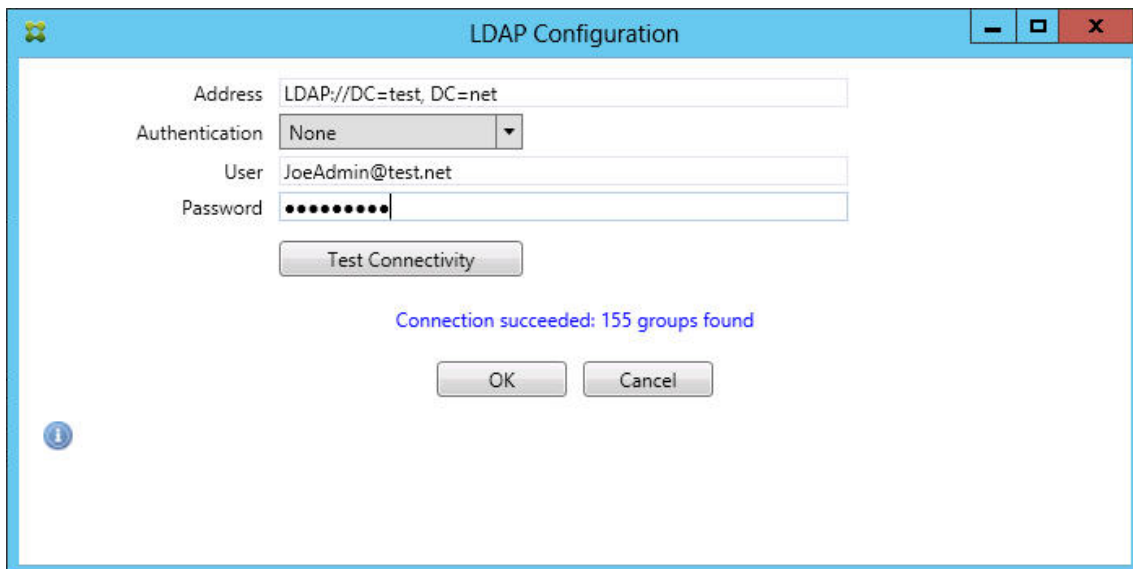 LDAP Configuration
Address LDAP://DC=test, DC=net
Authentication None
User JoeAdmin@test.net
Password •••••••••
Test Connectivity
Connection succeeded: 155 groups found
OK Cancel